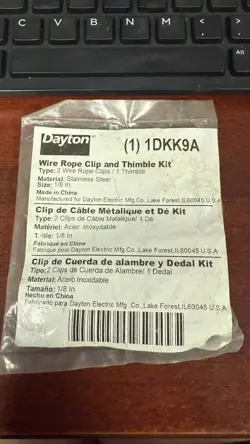 Dayton
(1) 1DKK9A
Wire Rope Clip and Thimble Kit
Type: 2 Wire Rope Clips / 1 Thimble
Material: Stainless Steel
Size: 1/8 in
Made in China
Manufactured for Dayton Electric Mfg.Co.,Lake Forest,IL60045 U.S.A
Clip de Câble Métalique et Dé Kit
Type: 2 Clips de Câble Matalique/ 1 Dé
Matériel: Acier Inoxydable
Taille: 1/8 in
Fabriqué en China
Fabriqué pour Dayton Electric Mfg.Co.,Lake Forest,IL60045 U.S.A
Clip de Cuerda de alambre y Dedal Kit
Tipo: 2 Clips de Cuerda de Alambre/ 1 Dedal
Material: Acero Inoxidable
Tamaño: 1/8 in
Hecho en China
Fabricado para Dayton Electric Mfg .Co.,Lake Forest,IL60045 U.S.A